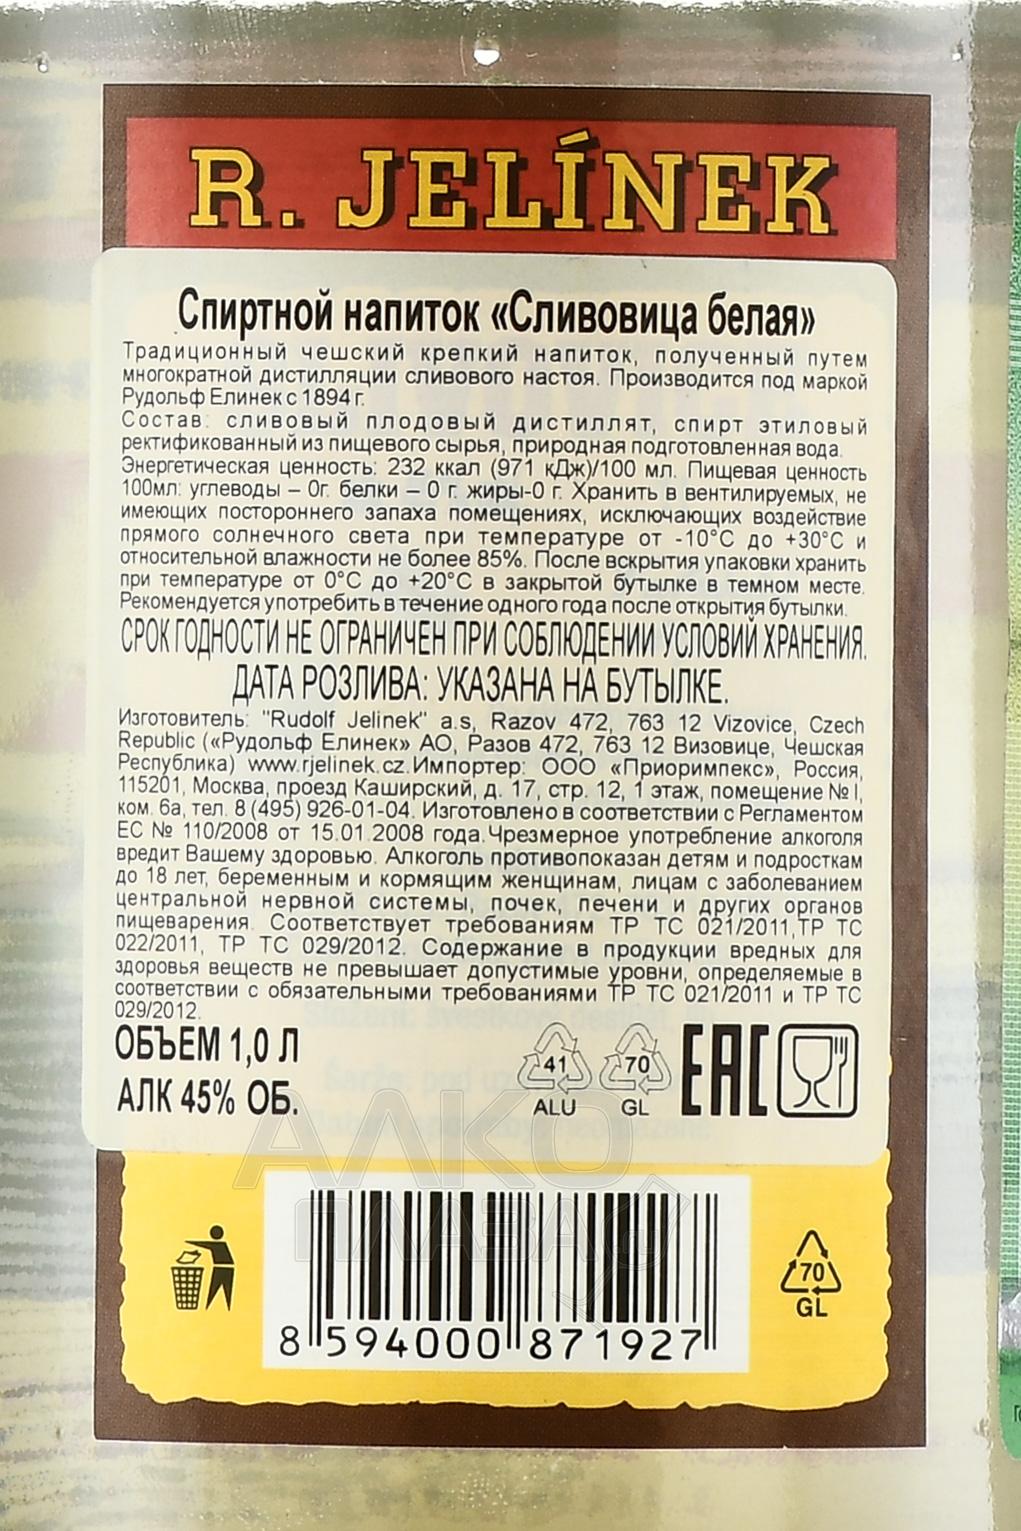 R. JELÍNEK
Спиртной напиток «Сливовица белая»
Традиционный чешский крепкий напиток, полученный путем
многократной дистилляции сливового настоя. Производится под маркой
Рудольф Елинек с 1894 г.
Состав: сливовый плодовый дистиллят, спирт этиловый
ректификованный из пищевого сырья, природная подготовленная вода.
Энергетическая ценность: 232 ккал (971 кДж)/100 мл. Пищевая ценность
100мл: углеводы – 0г. белки – 0 г. жиры-0 г. Хранить в вентилируемых, не
имеющих постороннего запаха помещениях, исключающих воздействие
прямого солнечного света при температуре от -10°C до +30°C и
относительной влажности не более 85%. После вскрытия упаковки хранить
при температуре от 0°C до +20°C в закрытой бутылке в темном месте.
Рекомендуется употребить в течение одного года после открытия бутылки.
СРОК ГОДНОСТИ НЕ ОГРАНИЧЕН ПРИ СОБЛЮДЕНИИ УСЛОВИЙ ХРАНЕНИЯ.
ДАТА РОЗЛИВА: УКАЗАНА НА БУТЫЛКЕ.
Изготовитель: "Rudolf Jelinek" a.s, Razov 472, 763 12 Vizovice, Czech
Republic («Рудольф Елинек» АО, Разов 472, 763 12 Визовице, Чешская
Республика) www.rjelinek.cz.Импортер: ООО «Приоримпекс», Россия,
115201, Москва, проезд Каширский, д. 17, стр. 12, 1 этаж, помещение № I,
ком. 6а, тел. 8 (495) 926-01-04. Изготовлено в соответствии с Регламентом
ЕС № 110/2008 от 15.01.2008 года.Чрезмерное употребление алкоголя
вредит Вашему здоровью. Алкоголь противопоказан детям и подросткам
до 18 лет, беременным и кормящим женщинам, лицам с заболеванием
центральной нервной системы, почек, печени и других органов
пищеварения. Соответствует требованиям ТР ТС 021/2011,ТР ТС
022/2011, ТР ТС 029/2012. Содержание в продукции вредных для
здоровья веществ не превышает допустимые уровни, определяемые в
соответствии с обязательными требованиями ТР ТС 021/2011 и ТР ТС
029/2012.
ОБЪЕМ 1,0 Л
АЛК 45% ОБ.
41
ALU
70
GL
EAC
АЛКО
ПЛАЗА
70
GL
8 594000 871927